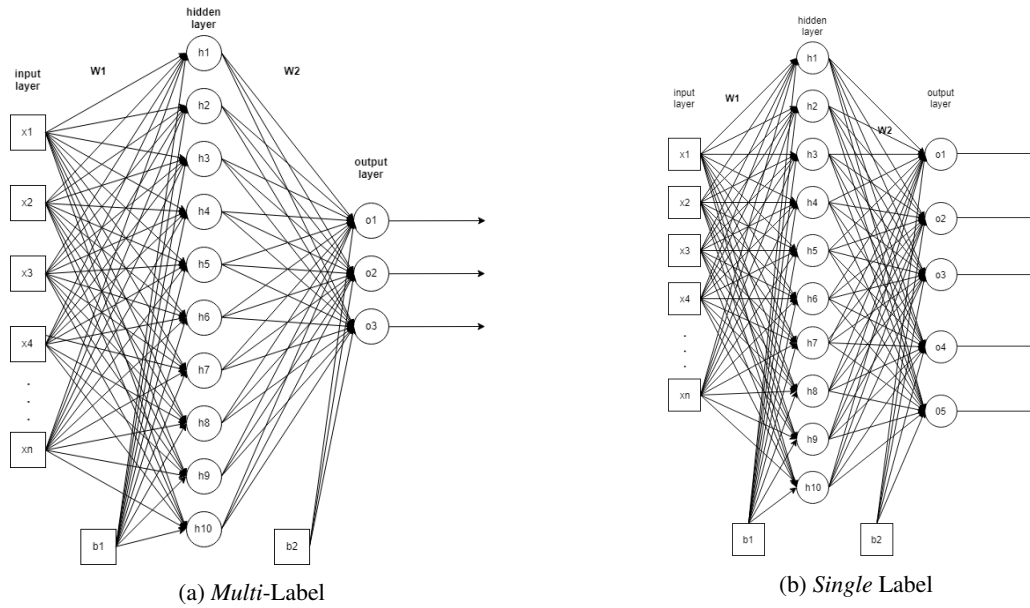 hidden
layer
W1
W2
input
layer
x1
x2
x3
x4
.
.
.
.
xn
b1
h1
h2
h3
h4
h5
h6
h7
h8
h9
h10
b2
output
layer
o1
o2
o3
(a) Multi-Label
hidden
layer
input
layer
W1
W2
output
layer
x1
x2
x3
x4
.
.
.
.
xn
b1
h1
h2
h3
h4
h5
h6
h7
h8
h9
h10
b2
o1
o2
o3
o4
05
(b) Single Label